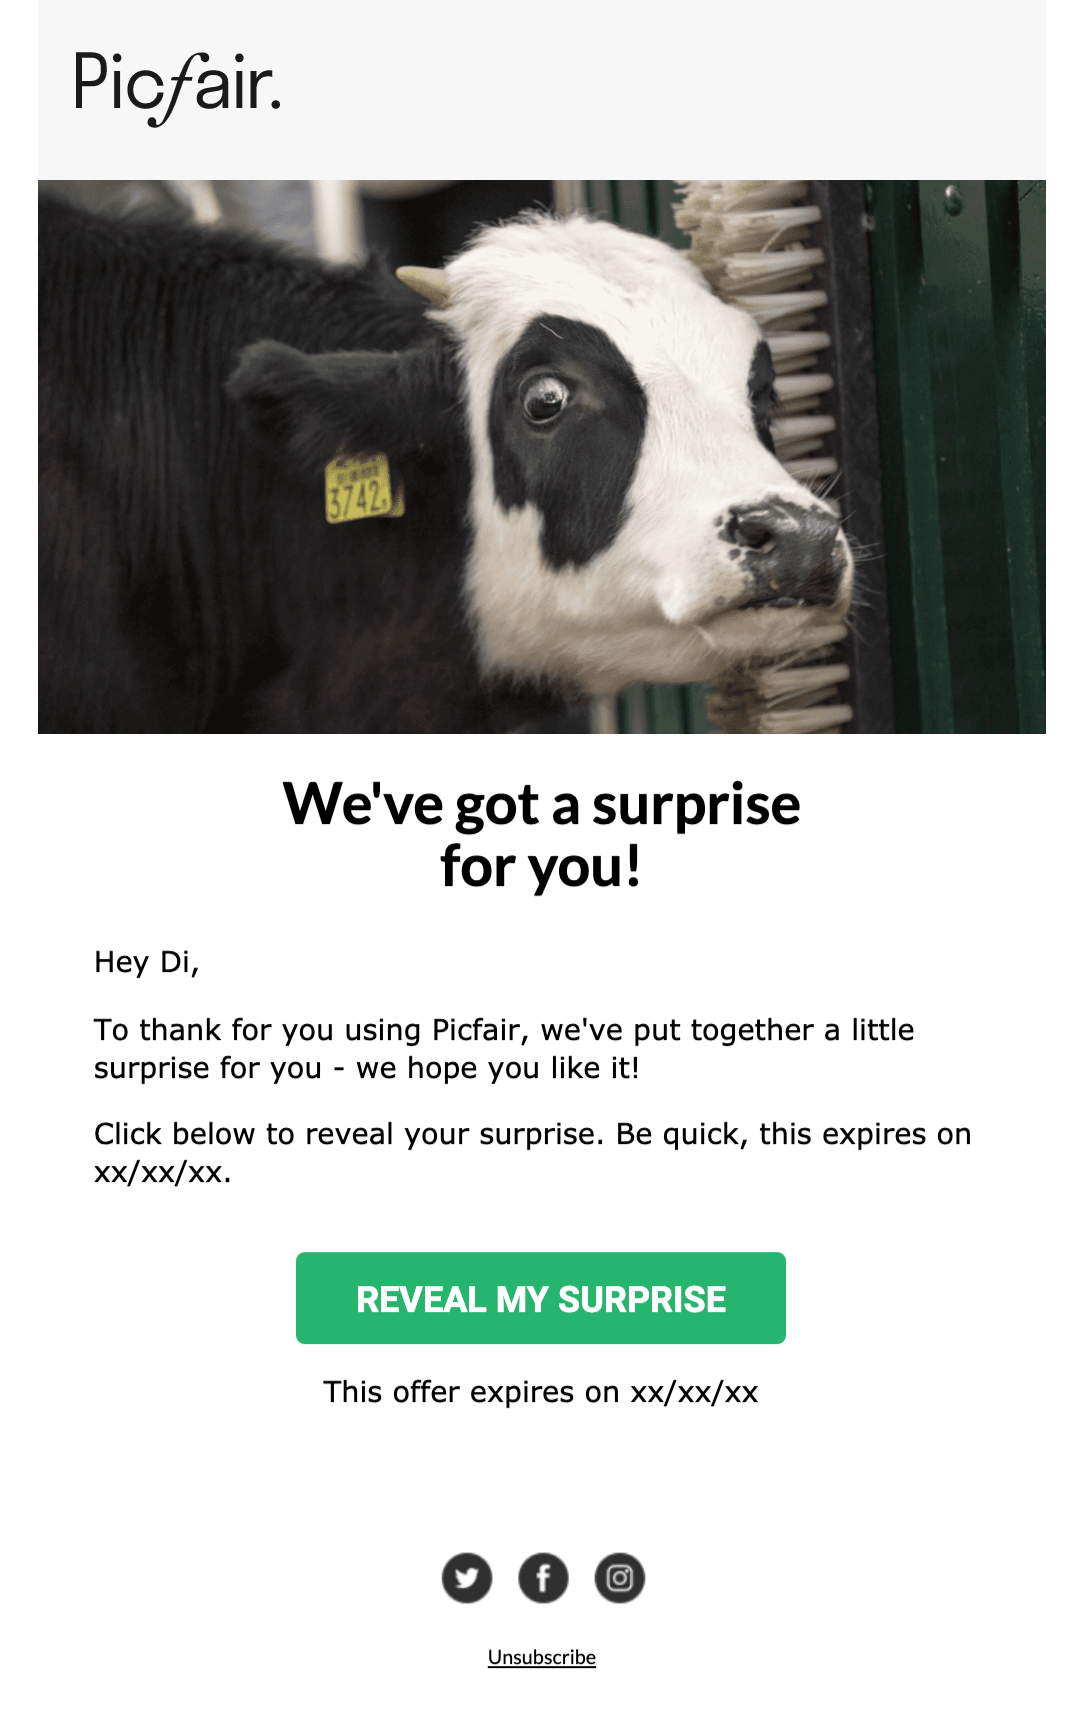 Picfair.
3742
We've got a surprise
for you!
Hey Di,
To thank for you using Picfair, we've put together a little
surprise for you - we hope you like it!
Click below to reveal your surprise. Be quick, this expires on
xx/xx/xx.
REVEAL MY SURPRISE
This offer expires on xx/xx/xx
Unsubscribe